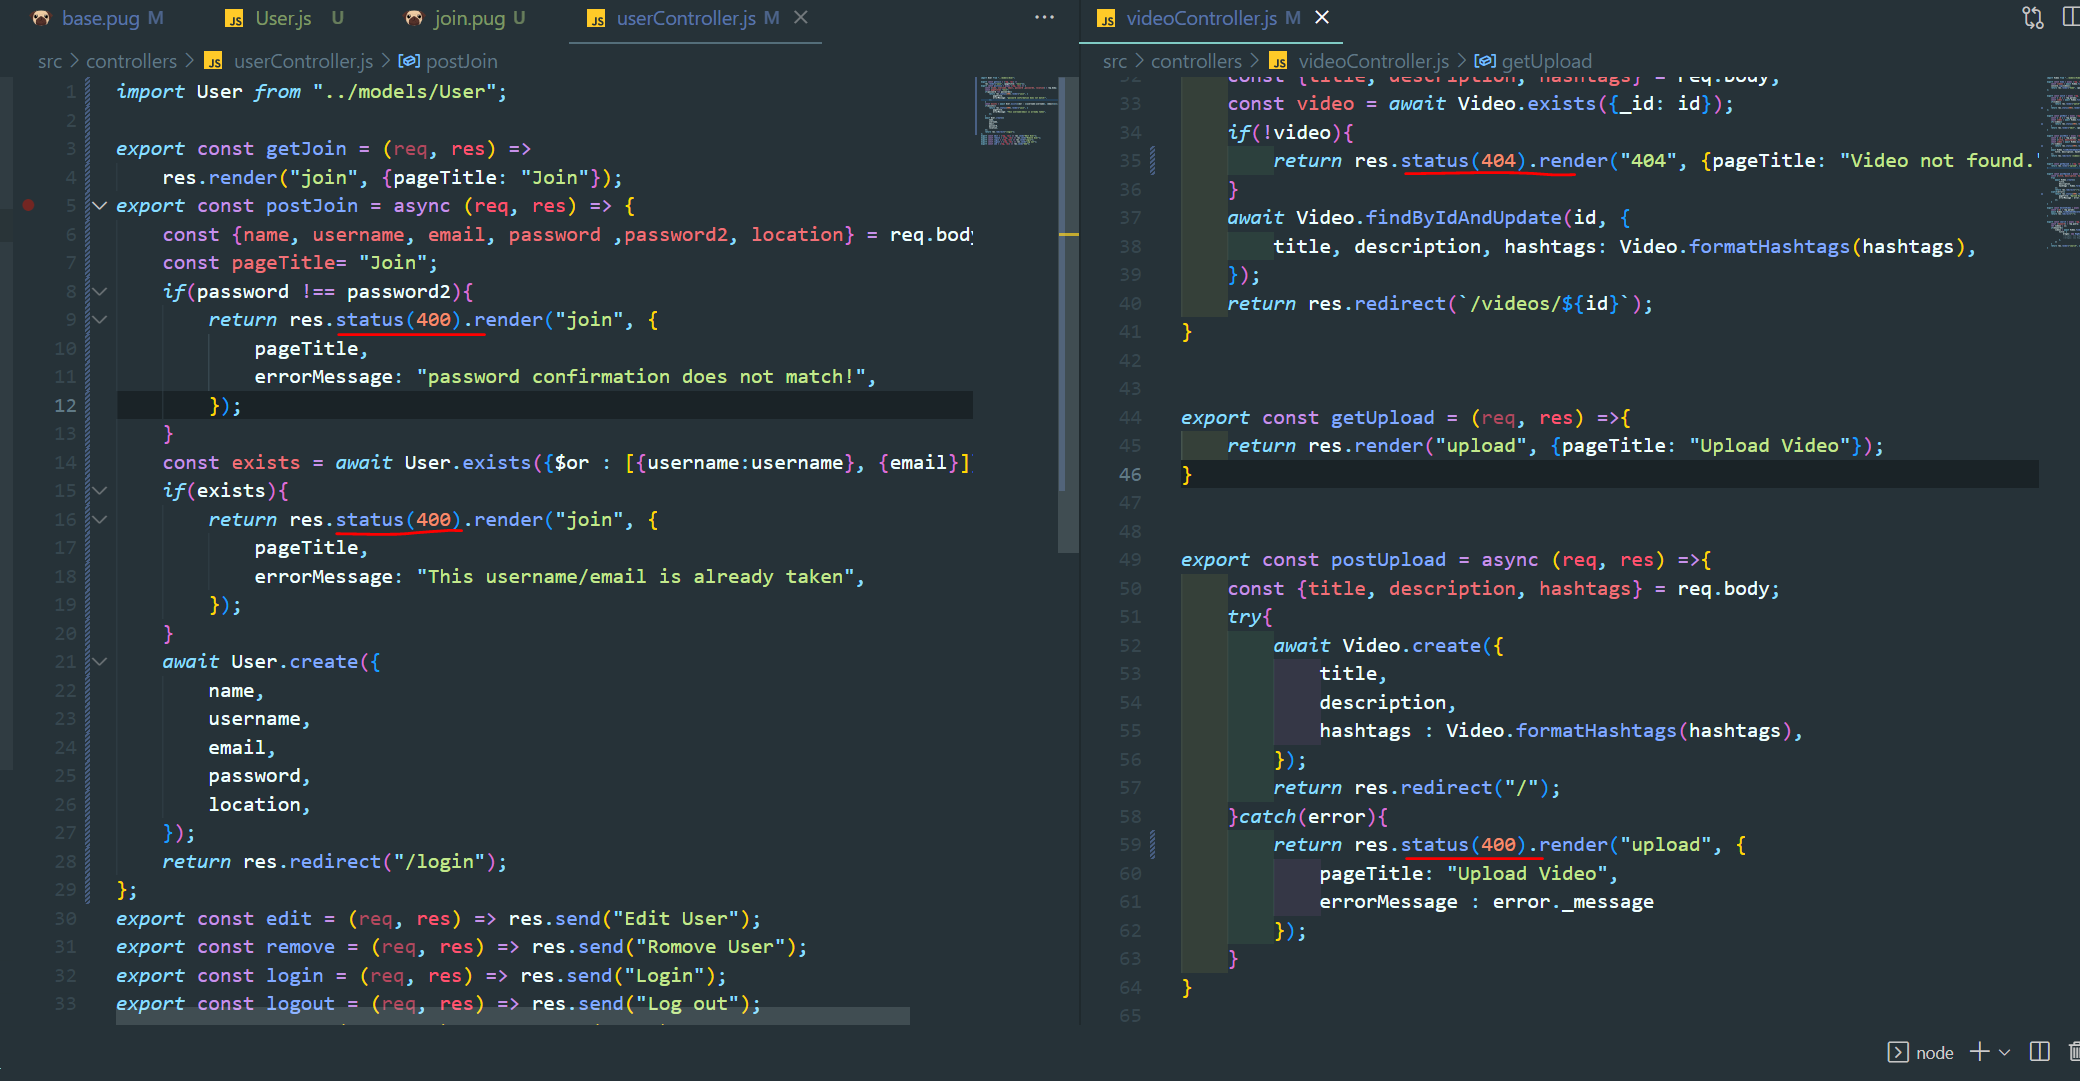 base.pug M
JS User.js U
join.pug U
JS userController.js M
src > controllers > JS userController.js > postJoin
1 import User from "../models/User";
2
3 export const getJoin = (req, res) =>
4 res.render("join", {pageTitle: "Join"});
5 export const postJoin = async (req, res) => {
6 const {name, username, email, password ,password2, location} = req.body
7 const pageTitle= "Join";
8 if(password !== password2){
9 return res.status(400).render("join", {
10 pageTitle,
11 errorMessage: "password confirmation does not match!",
12 });
13 }
14 const exists = await User.exists({$or : [{username:username}, {email}]
15 if(exists){
16 return res.status(400).render("join", {
17 pageTitle,
18 errorMessage: "This username/email is already taken",
19 });
20 }
21 await User.create({
22 name,
23 username,
24 email,
25 password,
26 location,
27 });
28 return res.redirect("/login");
29 };
30 export const edit = (req, res) => res.send("Edit User");
31 export const remove = (req, res) => res.send("Romove User");
32 export const login = (req, res) => res.send("Login");
33 export const logout = (req, res) => res.send("Log out");
JS videoController.js M
src > controllers > JS videoController.js > getUpload
32 const {title, description, hashtags} = req.body;
33 const video = await Video.exists({_id: id});
34 if(!video){
35 return res.status(404).render("404", {pageTitle: "Video not found.
36 }
37 await Video.findByIdAndUpdate(id, {
38 title, description, hashtags: Video.formatHashtags(hashtags),
39 });
40 return res.redirect(`/videos/${id}`);
41 }
42
43
44 export const getUpload = (req, res) =>{
45 return res.render("upload", {pageTitle: "Upload Video"});
46 }
47
48
49 export const postUpload = async (req, res) =>{
50 const {title, description, hashtags} = req.body;
51 try{
52 await Video.create({
53 title,
54 description,
55 hashtags : Video.formatHashtags(hashtags),
56 });
57 return res.redirect("/");
58 }catch(error){
59 return res.status(400).render("upload", {
60 pageTitle: "Upload Video",
61 errorMessage : error._message
62 });
63 }
64 }
65
node